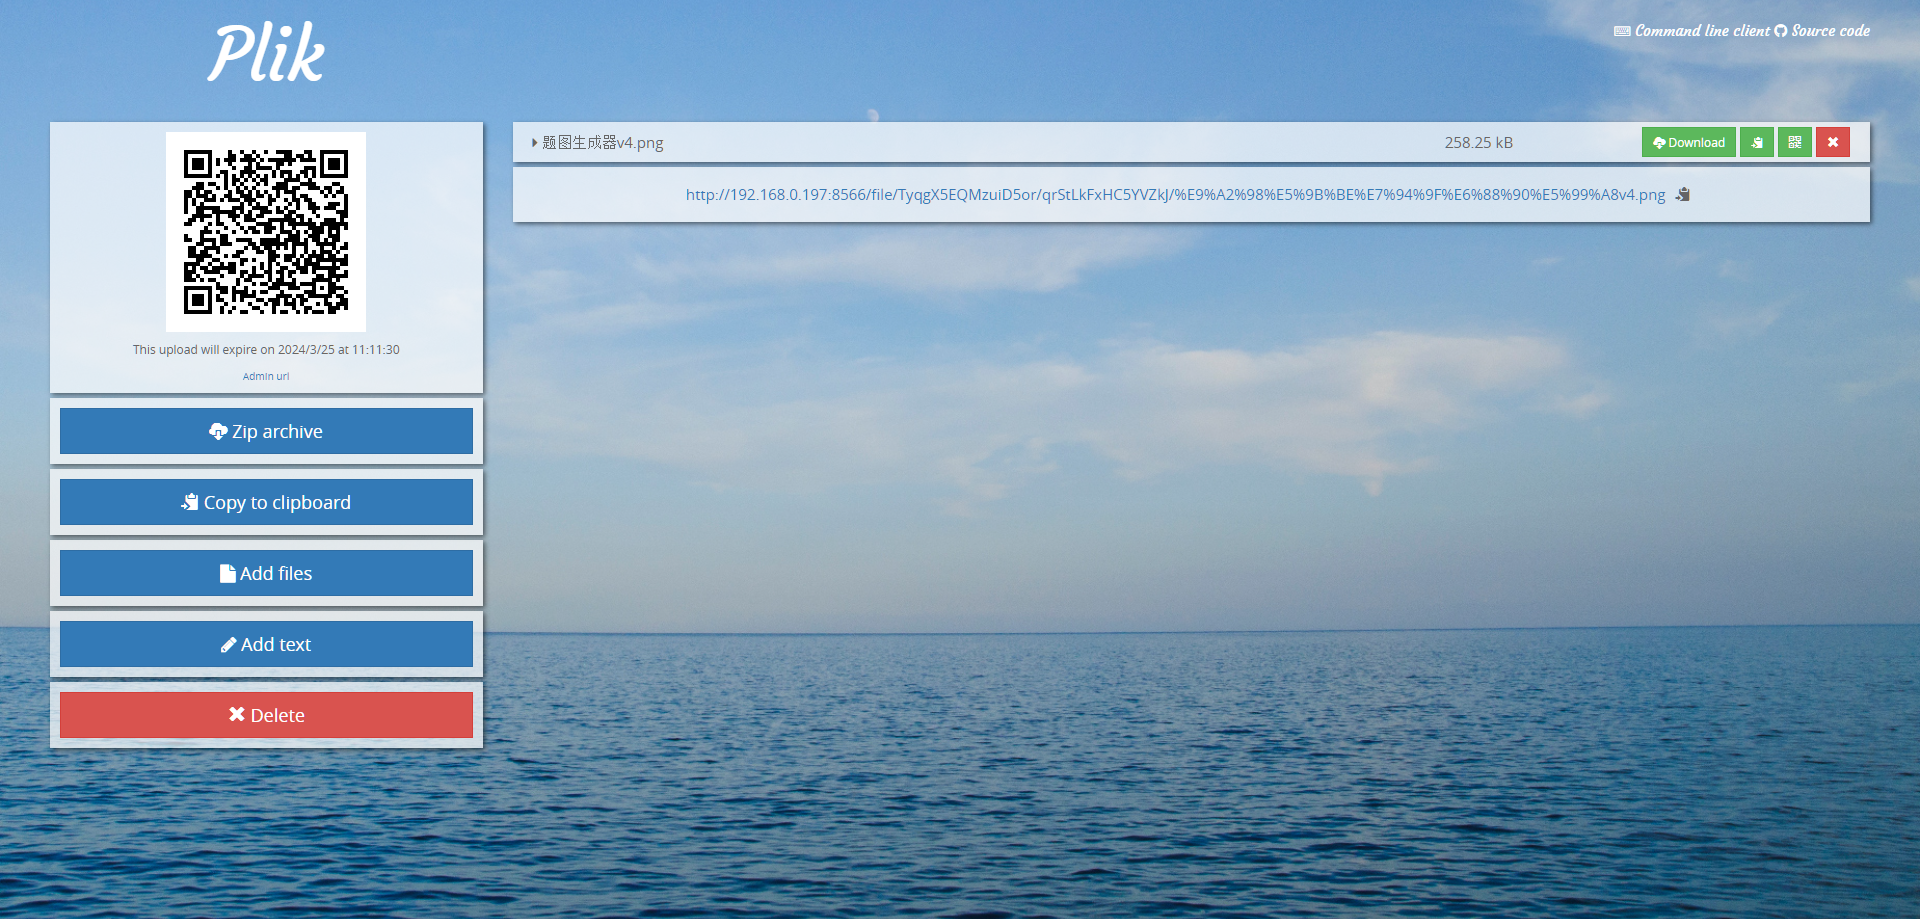 Plik
Command line client Source code
题图生成器v4.png 258.25 kB Download
http://192.168.0.197:8566/file/TyqgX5EQMzuiD5or/qrStLkFxHC5YVZkJ/%E9%A2%98%E5%9B%BE%E7%94%9F%E6%88%90%E5%99%A8v4.png
This upload will expire on 2024/3/25 at 11:11:30
Admin url
Zip archive
Copy to clipboard
Add files
Add text
Delete